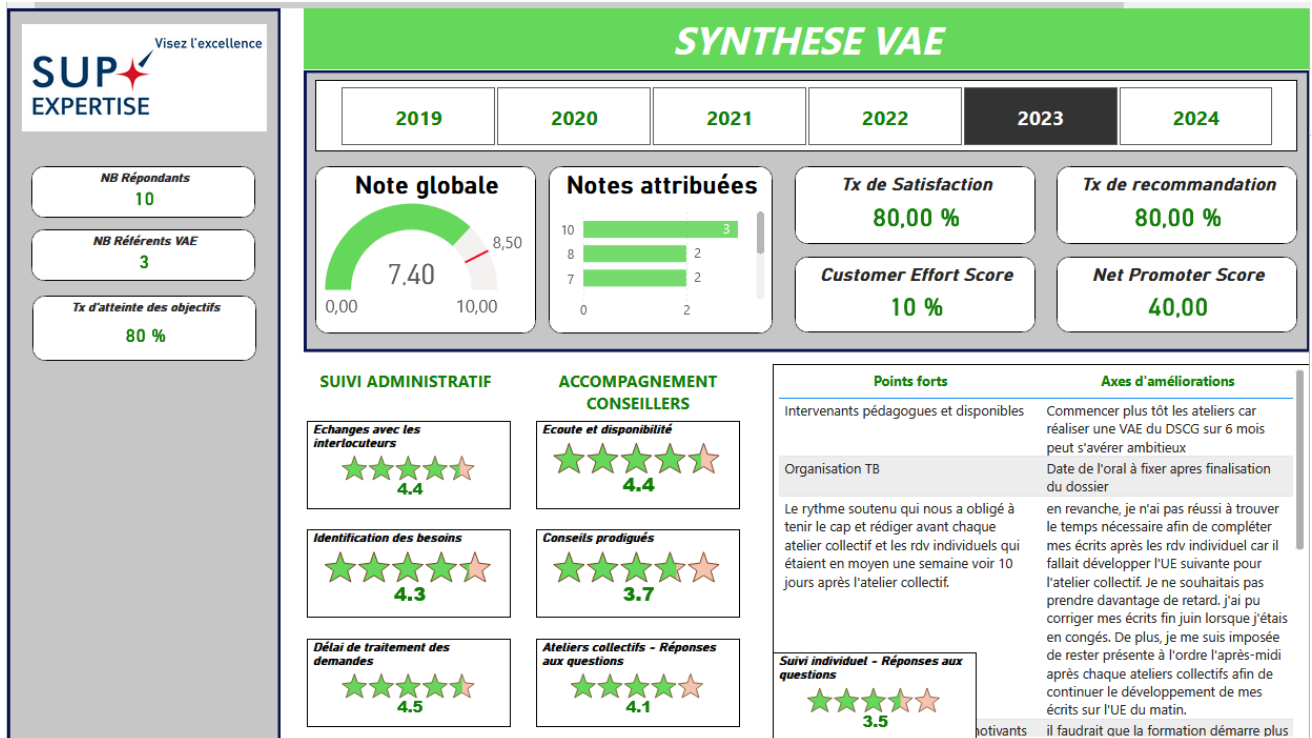 Visez l'excellence
SUP
EXPERTISE
NB Répondants
10
NB Référents VAE
3
Tx d'atteinte des objectifs
80 %
SYNTHESE VAE
2019
2020
2021
2022
2023
2024
Note globale
8,50
7,40
0,00
10,00
Notes attribuées
10
3
8
2
7
2
0
2
Tx de Satisfaction
80,00 %
Tx de recommandation
80,00 %
Customer Effort Score
10 %
Net Promoter Score
40,00
SUIVI ADMINISTRATIF
Echanges avec les
interlocuteurs
4.4
Identification des besoins
4.3
Délai de traitement des
demandes
4.5
ACCOMPAGNEMENT
CONSEILLERS
Ecoute et disponibilité
4.4
Conseils prodigués
3.7
Ateliers collectifs - Réponses
aux questions
4.1
Points forts
Axes d'améliorations
Intervenants pédagogues et disponibles
Commencer plus tôt les ateliers car
réaliser une VAE du DSCG sur 6 mois
peut s'avérer ambitieux
Organisation TB
Date de l'oral à fixer apres finalisation
du dossier
Le rythme soutenu qui nous a obligé à
tenir le cap et rédiger avant chaque
atelier collectif et les rdv individuels qui
étaient en moyen une semaine voir 10
jours après l'atelier collectif.
en revanche, je n'ai pas réussi à trouver
le temps nécessaire afin de compléter
mes écrits après les rdv individuel car il
fallait développer l'UE suivante pour
l'atelier collectif. Je ne souhaitais pas
prendre davantage de retard. j'ai pu
corriger mes écrits fin juin lorsque j'étais
en congés. De plus, je me suis imposée
de rester présente à l'ordre l'après-midi
après chaque ateliers collectifs afin de
continuer le développement de mes
écrits sur l'UE du matin.
Suivi individuel - Réponses aux
questions
3.5
il faudrait que la formation démarre plus